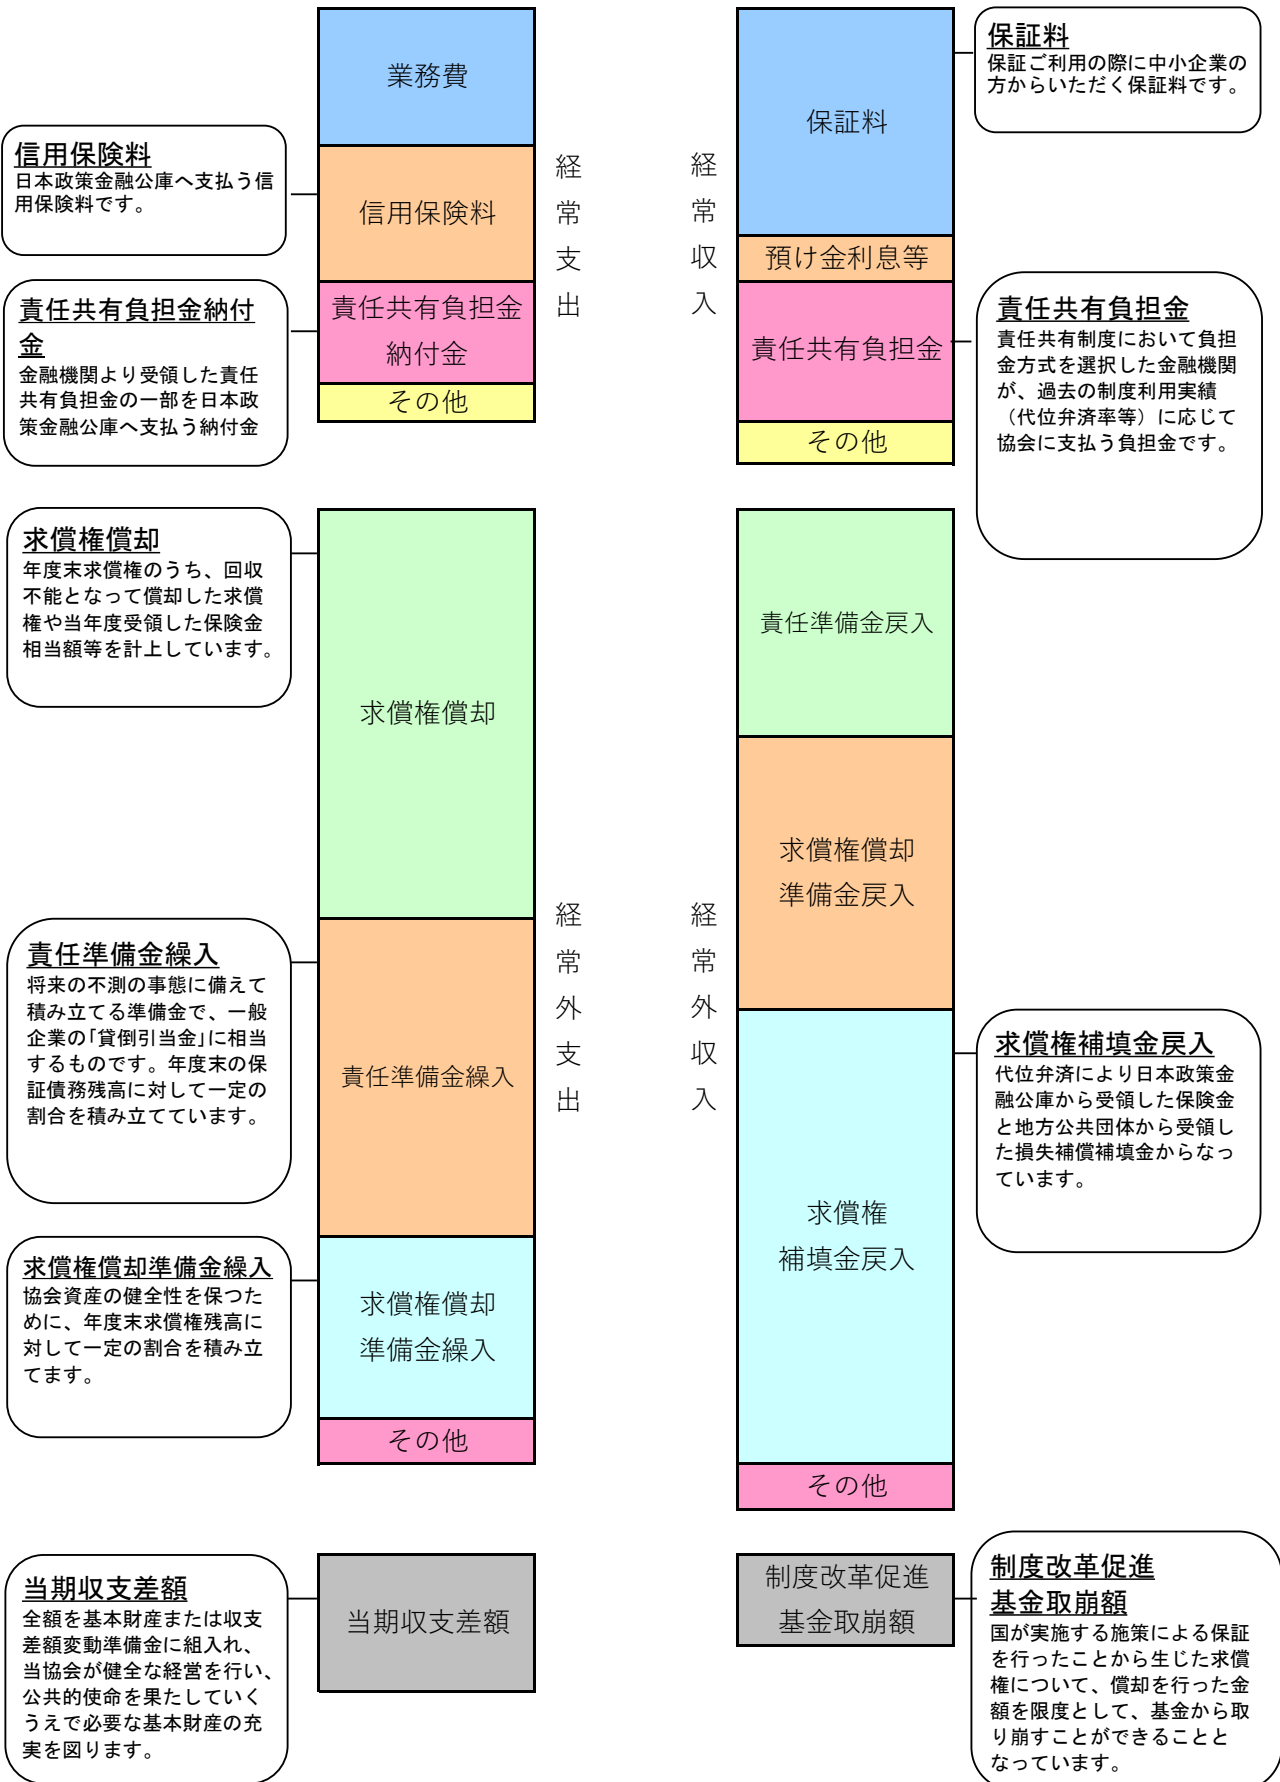 業務費
信用保険料
責任共有負担金
納付金
その他
経
常
支
出
信用保険料
日本政策金融公庫へ支払う信
用保険料です。
責任共有負担金納付
金
金融機関より受領した責任
共有負担金の一部を日本政
策金融公庫へ支払う納付金
経
常
収
入
保証料
預け金利息等
責任共有負担金
その他
保証料
保証ご利用の際に中小企業の
方からいただく保証料です。
責任共有負担金
責任共有制度において負担
金方式を選択した金融機関
が、過去の制度利用実績
（代位弁済率等）に応じて
協会に支払う負担金です。
求償権償却
年度末求償権のうち、回収
不能となって償却した求償
権や当年度受領した保険金
相当額等を計上しています。
責任準備金繰入
将来の不測の事態に備えて
積み立てる準備金で、一般
企業の｢貸倒引当金｣に相当
するものです。年度末の保
証債務残高に対して一定の
割合を積み立てています。
求償権償却準備金繰入
協会資産の健全性を保つた
めに、年度末求償権残高に
対して一定の割合を積み立
てます。
求償権償却
責任準備金繰入
求償権償却
準備金繰入
その他
経
常
外
支
出
経
常
外
収
入
責任準備金戻入
求償権償却
準備金戻入
求償権
補填金戻入
その他
求償権補填金戻入
代位弁済により日本政策金
融公庫から受領した保険金
と地方公共団体から受領し
た損失補償補填金からなっ
ています。
当期収支差額
全額を基本財産または収支
差額変動準備金に組入れ、
当協会が健全な経営を行い、
公共的使命を果たしていく
うえで必要な基本財産の充
実を図ります。
当期収支差額
制度改革促進
基金取崩額
制度改革促進
基金取崩額
国が実施する施策による保証
を行ったことから生じた求償
権について、償却を行った金
額を限度として、基金から取
り崩すことができることと
なっています。